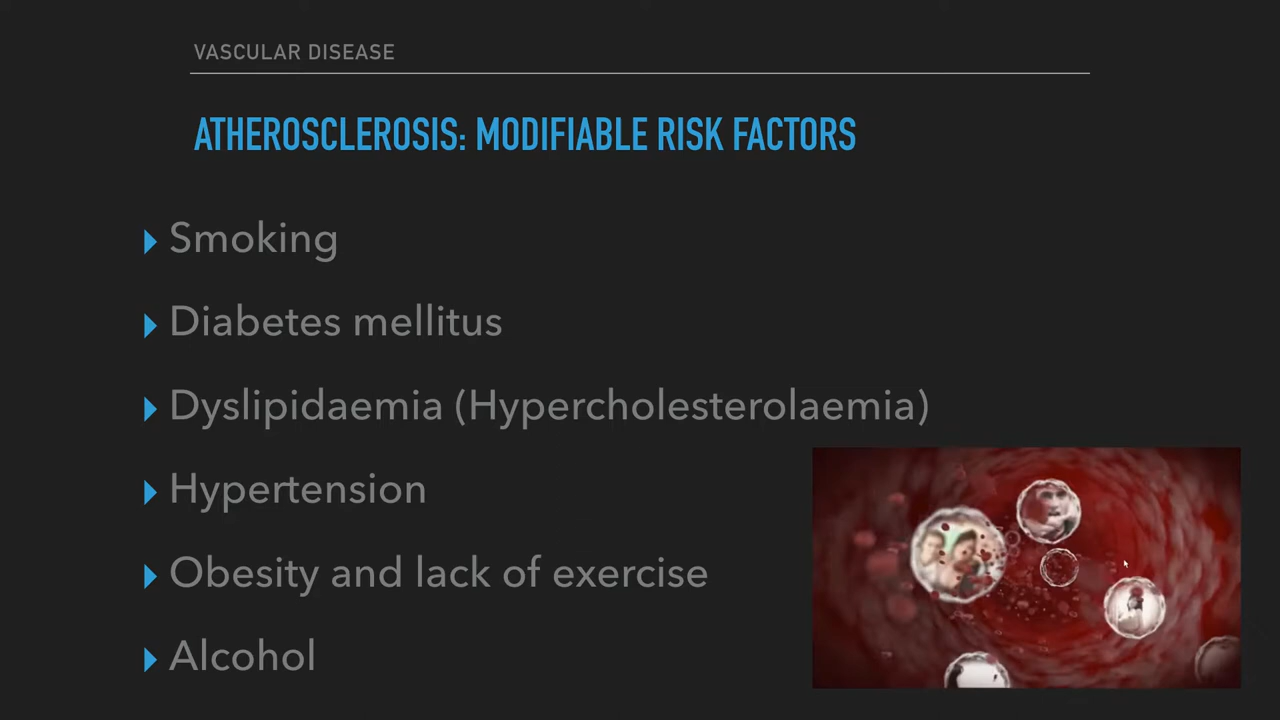 VASCULAR DISEASE
ATHEROSCLEROSIS: MODIFIABLE RISK FACTORS
Smoking
Diabetes mellitus
Dyslipidaemia (Hypercholesterolaemia)
Hypertension
Obesity and lack of exercise
Alcohol